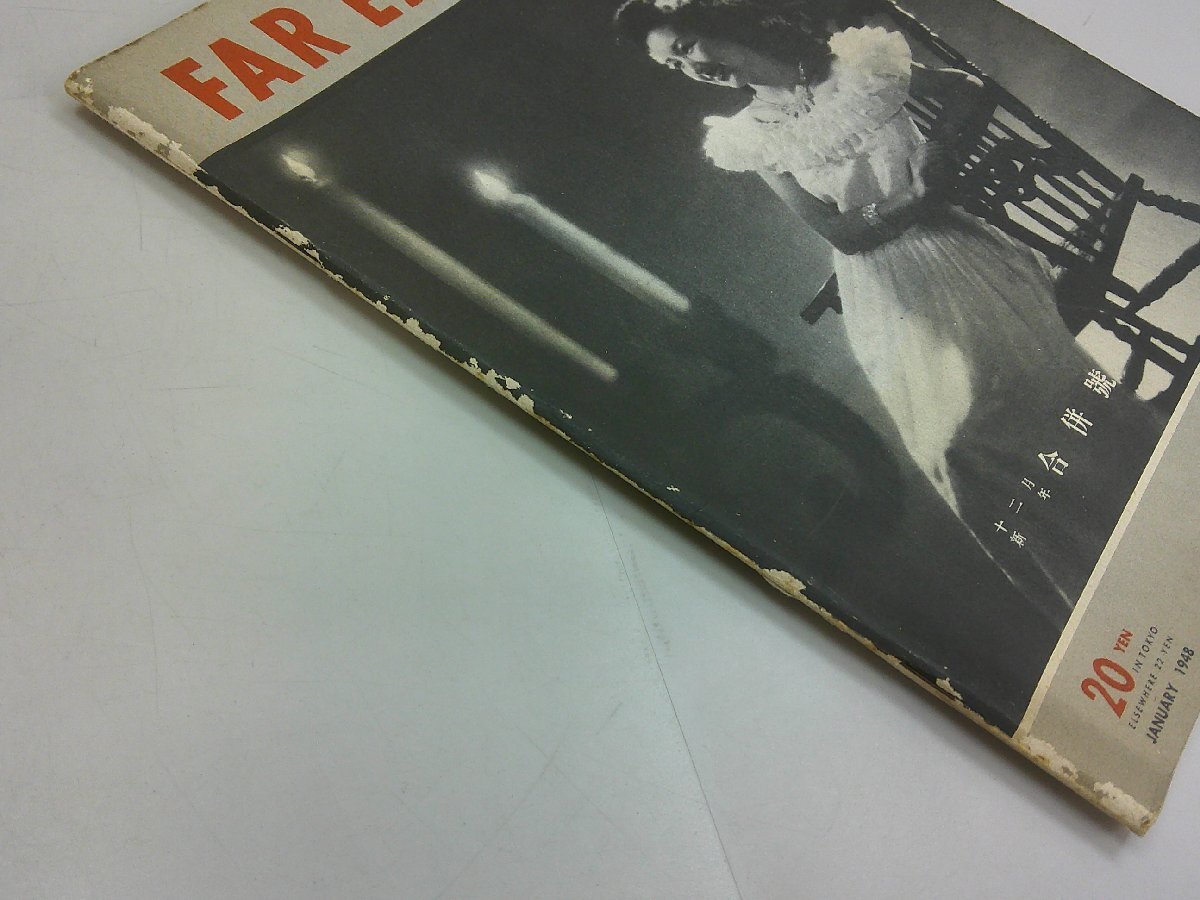 FAR
十二月
新年
合併號
20 YEN
IN TOKYO
ELSEWHERE 22 YEN
JANUARY 1948